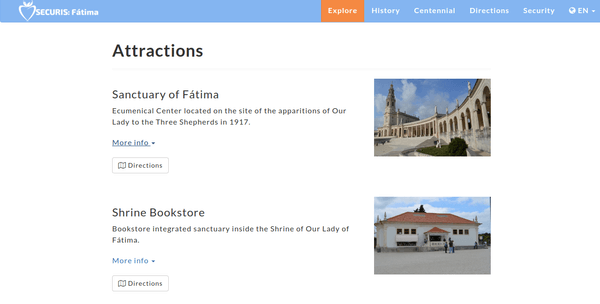 SECURIS: Fátima
Explore
History
Centennial
Directions
Security
EN
Attractions
Sanctuary of Fátima
Ecumenical Center located on the site of the apparitions of Our
Lady to the Three Shepherds in 1917.
More info
Directions
Shrine Bookstore
Bookstore integrated sanctuary inside the Shrine of Our Lady of
Fátima.
More info
Directions